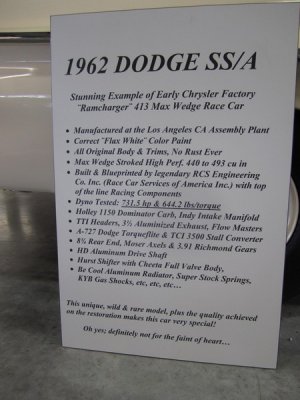 1962 DODGE SS/A
Stunning Example of Early Chrysler Factory
"Ramcharger" 413 Max Wedge Race Car
• Manufactured at the Los Angeles CA Assembly Plant
• Correct "Flux White" Color Paint
• All Original Body & Trims, No Rust Ever
• Max Wedge Stroked High Perf. 440 to 493 cu in
• Built & Blueprinted by legendary RCS Engineering
Co. Inc. (Race Car Services of America Inc.) with top
of the line Racing Components
• Dyno Tested: 731.5 hp & 644.2 lbs/torque
• Holley 1150 Dominator Carb, Indy Intake Manifold
• TTI Headers, 3½ Aluminized Exhaust, Flow Masters
• A-727 Dodge Torqueflite & TCI 3500 Stall Converter
• 8¾ Rear End, Moser Axels & 3.91 Richmond Gears
• HD Aluminum Drive Shaft
• Hurst Shifter with Cheeta Full Valve Body,
• Be Cool Aluminum Radiator, Super Stock Springs,
KYB Gas Shocks, etc, etc, etc…
This unique, wild & rare model, plus the quality achieved
on the restoration makes this car very special!
Oh yes; definitely not for the faint of heart…